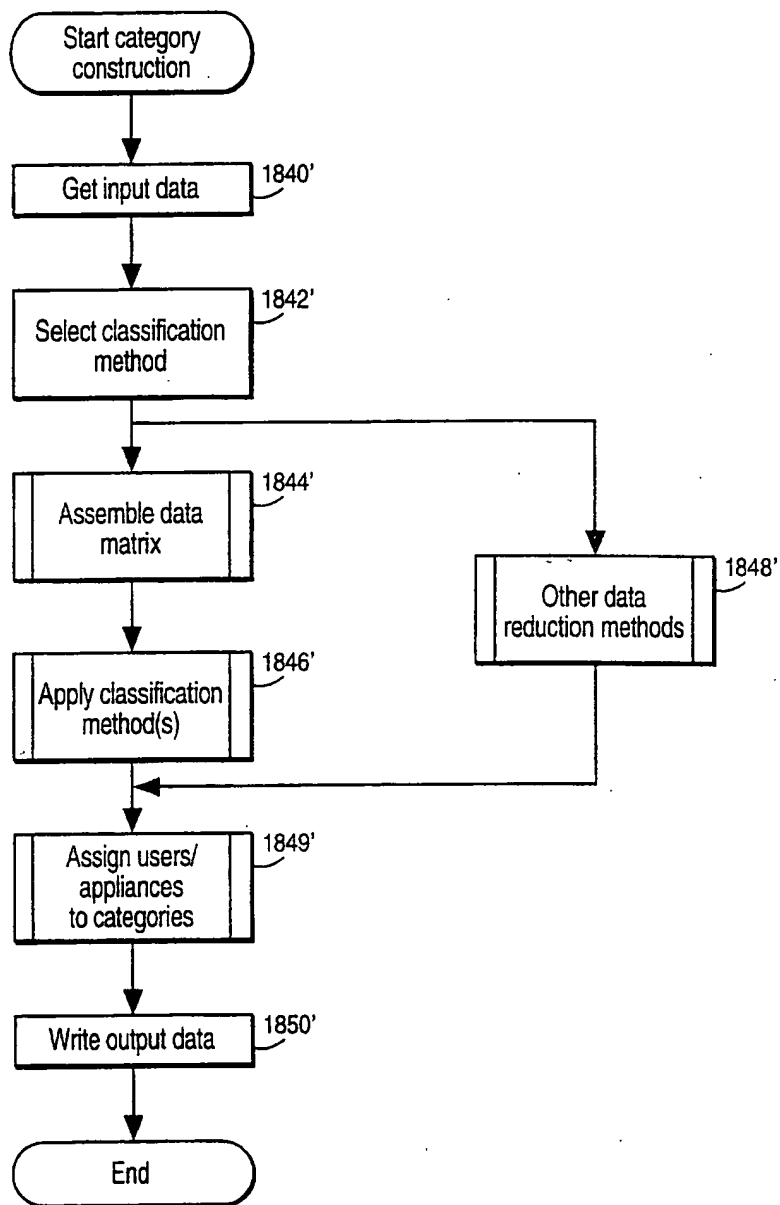 Start category
construction
Get input data
1840'
Select classification
method
1842'
Assemble data
matrix
1844'
Other data
reduction methods
1848'
Apply classification
method(s)
1846'
Assign users/
appliances
to categories
1849'
Write output data
1850'
End